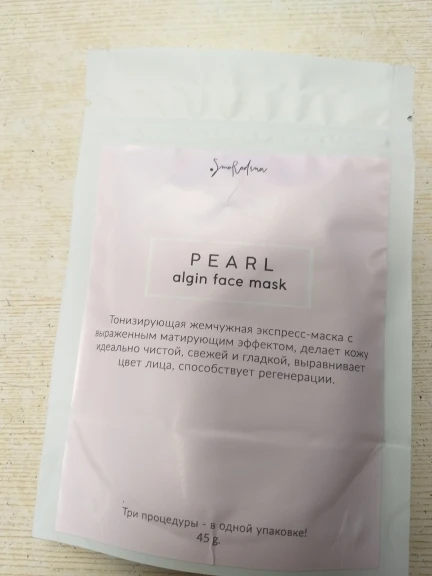 SmoRodina
PEARL
algin face mask
Тонизирующая жемчужная экспресс-маска с
выраженным матирующим эффектом, делает кожу
идеально чистой, свежей и гладкой, выравнивает
цвет лица, способствует регенерации.
Три процедуры - в одной упаковке!
45 g.